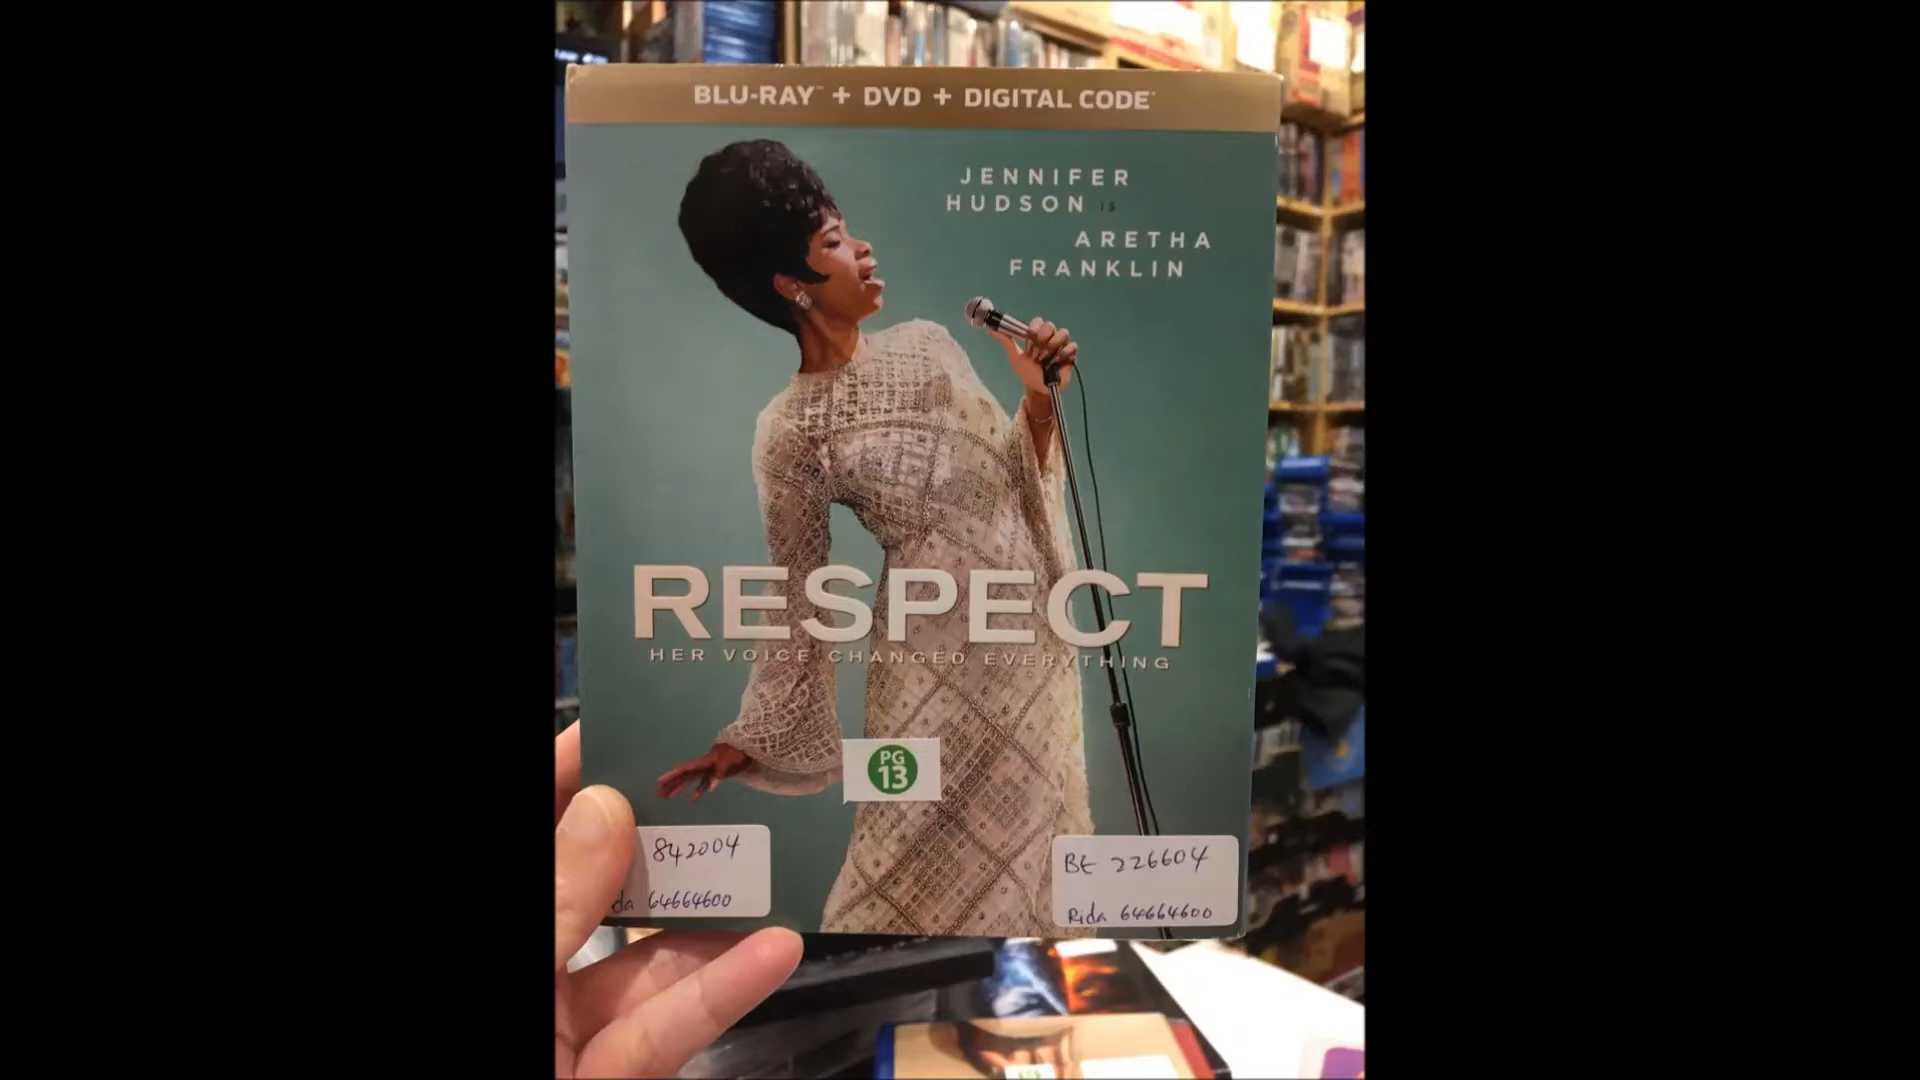 BLU-RAY™ + DVD + DIGITAL CODE
JENNIFER
HUDSON IS
ARETHA
FRANKLIN
RESPECT
HER VOICE CHANGED EVERYTHING
PG
13
842004
da 64664600
BE 226604
Rida 64664600